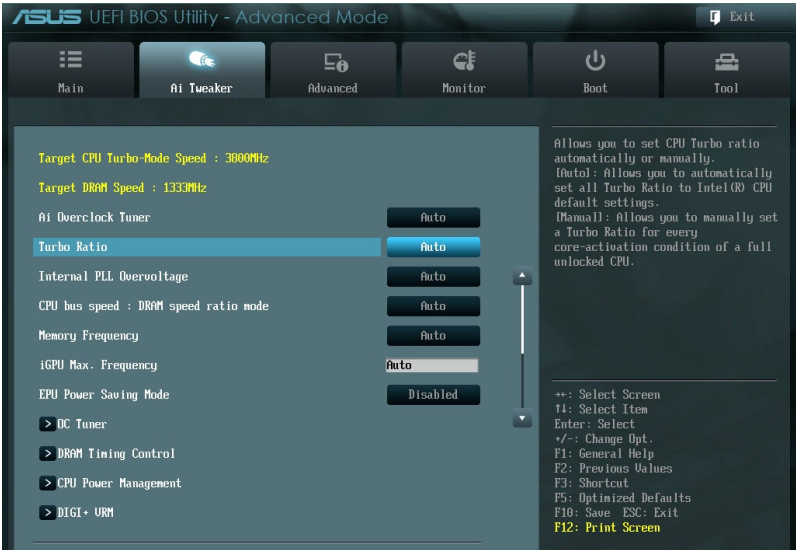 ASUS UEFI BIOS Utility - Advanced Mode
Exit
Main
Ai Tweaker
Advanced
Monitor
Boot
Tool
Target CPU Turbo-Mode Speed : 3800MHz
Target DRAM Speed : 1333MHz
Ai Overclock Tuner
Auto
Turbo Ratio
Auto
Internal PLL Overvoltage
Auto
CPU bus speed : DRAM speed ratio mode
Auto
Memory Frequency
Auto
iGPU Max. Frequency
Auto
EPU Power Saving Mode
Disabled
> OC Tuner
> DRAM Timing Control
> CPU Power Management
> DIGI+ VRM
Allows you to set CPU Turbo ratio
automatically or manually.
[Auto]: Allows you to automatically
set all Turbo Ratio to Intel(R) CPU
default settings.
[Manual]: Allows you to manually set
a Turbo Ratio for every
core-activation condition of a full
unlocked CPU.
→←: Select Screen
↑↓: Select Item
Enter: Select
+/-: Change Opt.
F1: General Help
F2: Previous Values
F3: Shortcut
F5: Optimized Defaults
F10: Save ESC: Exit
F12: Print Screen